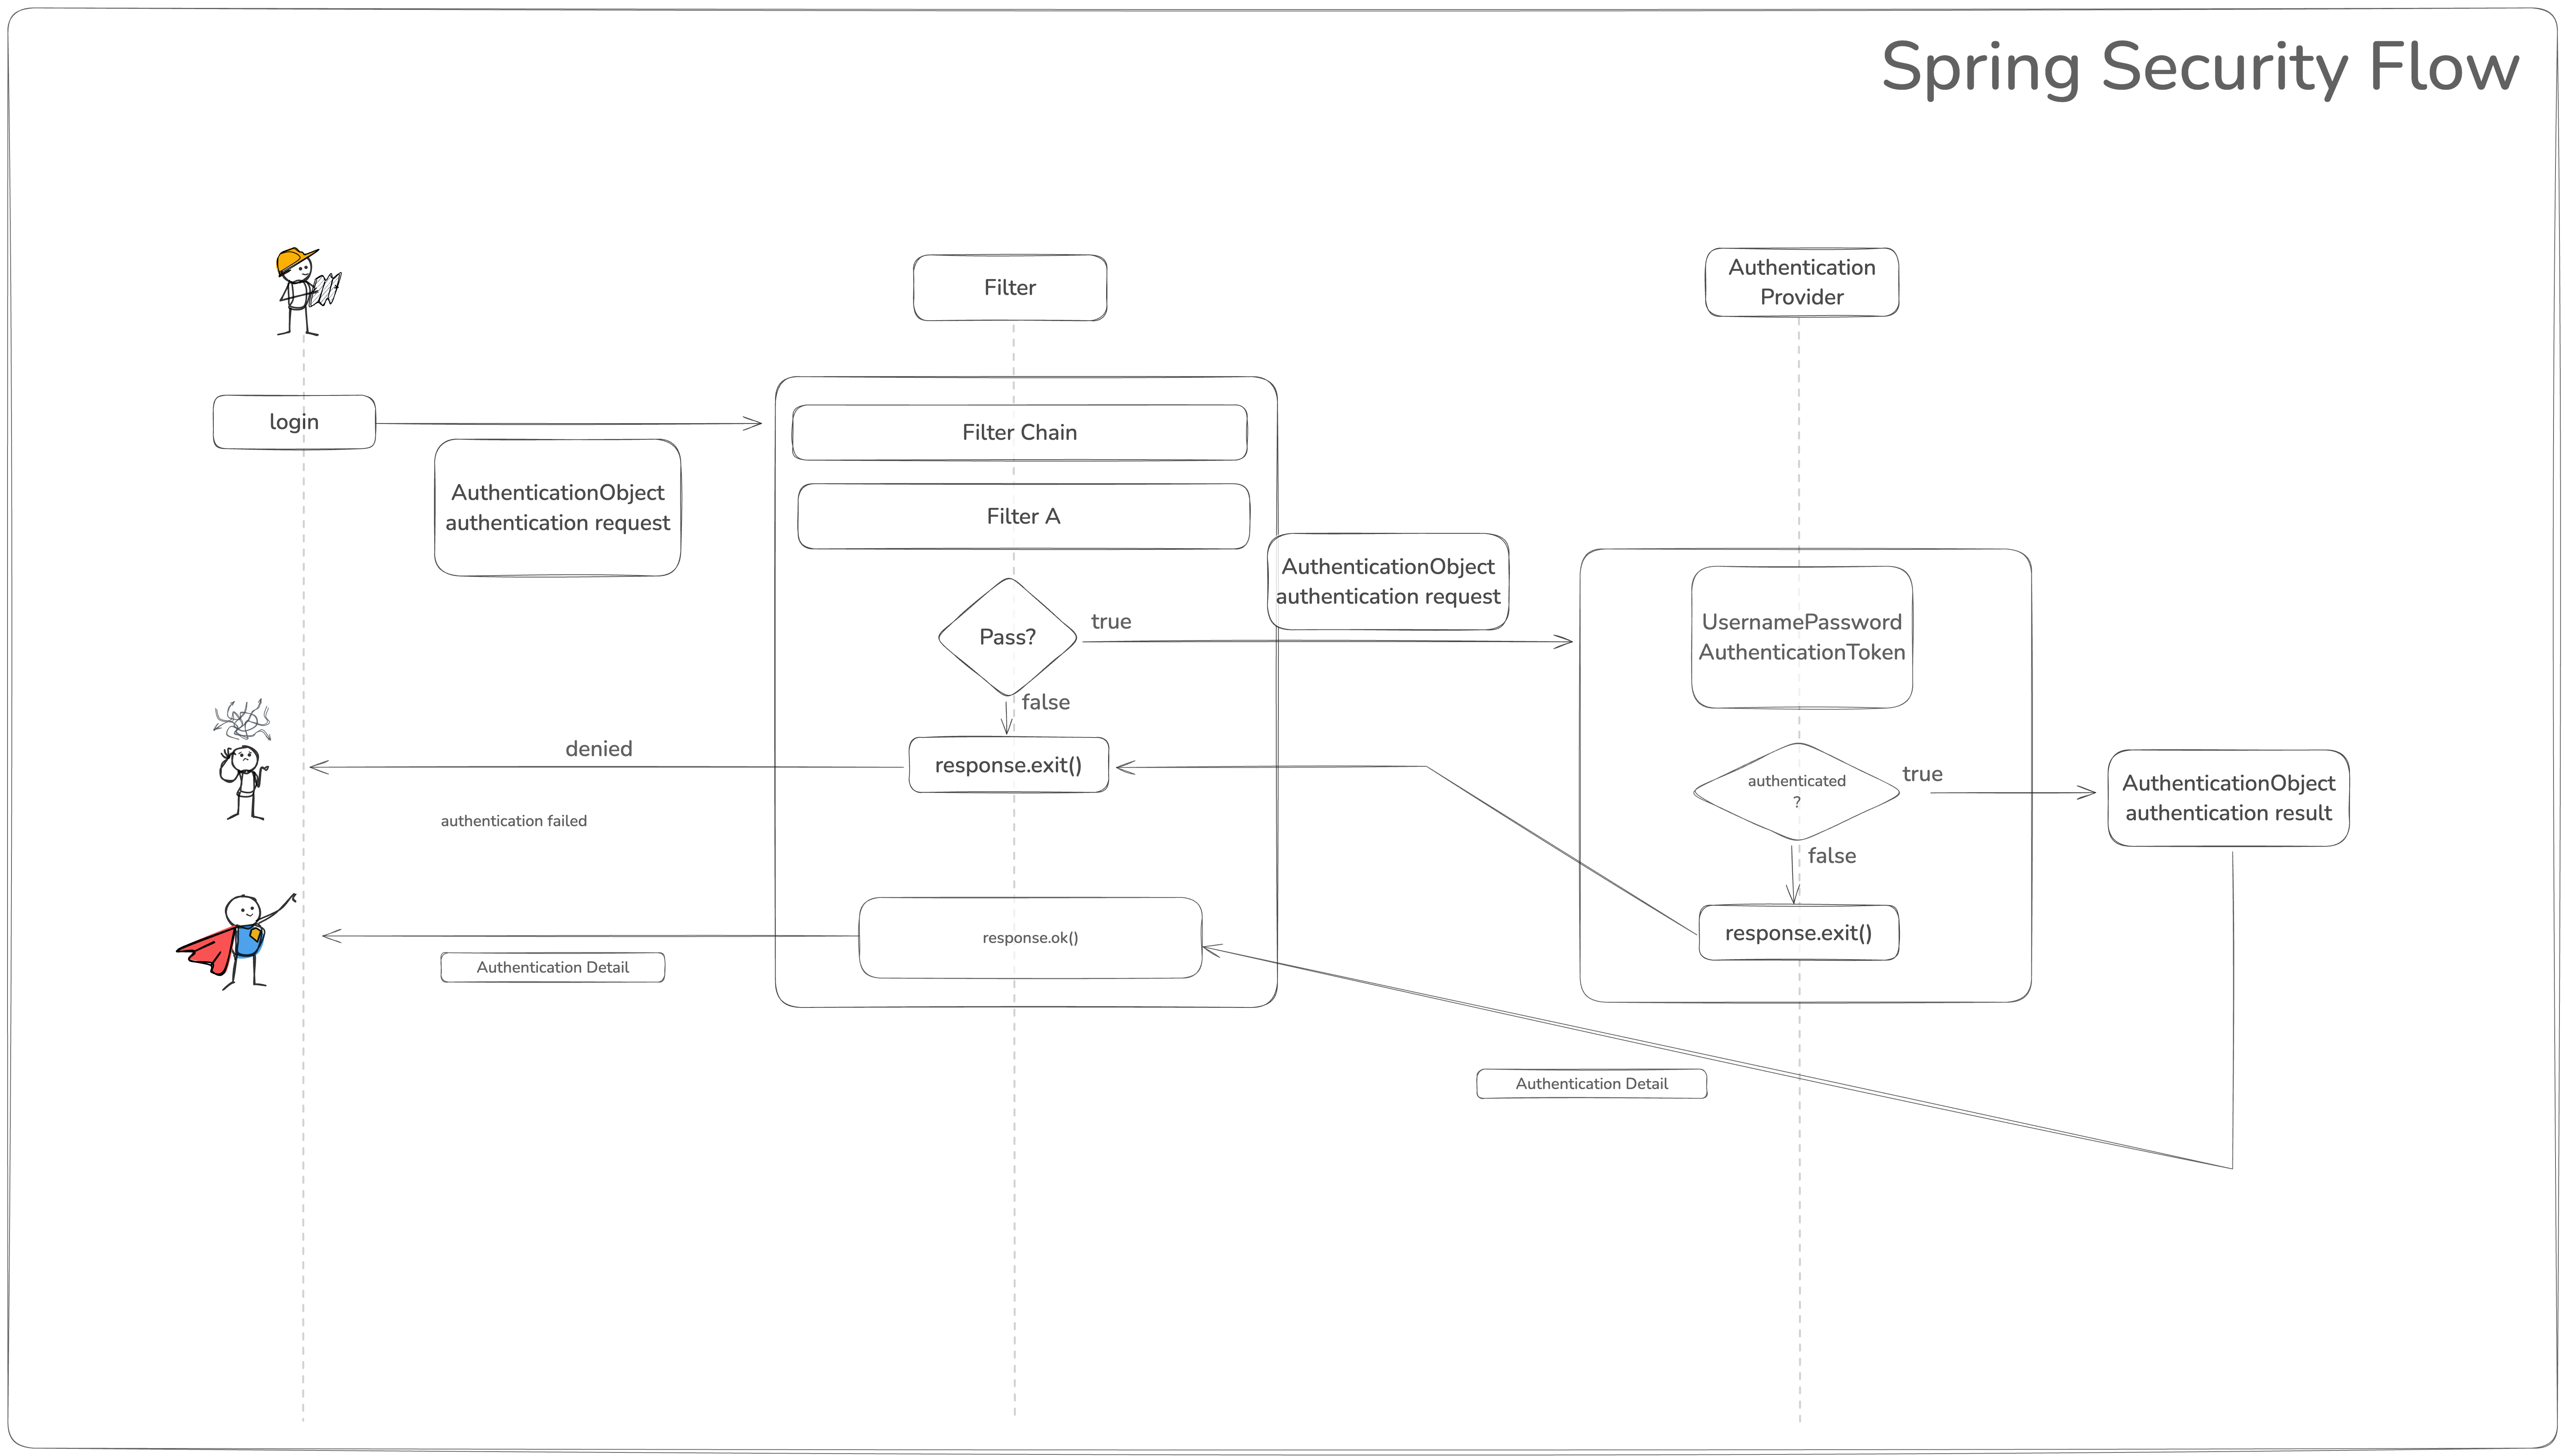 Spring Security Flow
Filter
Authentication
Provider
login
AuthenticationObject
authentication request
Filter Chain
Filter A
AuthenticationObject
authentication request
Pass?
true
false
UsernamePassword
AuthenticationToken
denied
response.exit()
authentication failed
authenticated
?
true
false
AuthenticationObject
authentication result
response.exit()
response.ok()
Authentication Detail
Authentication Detail